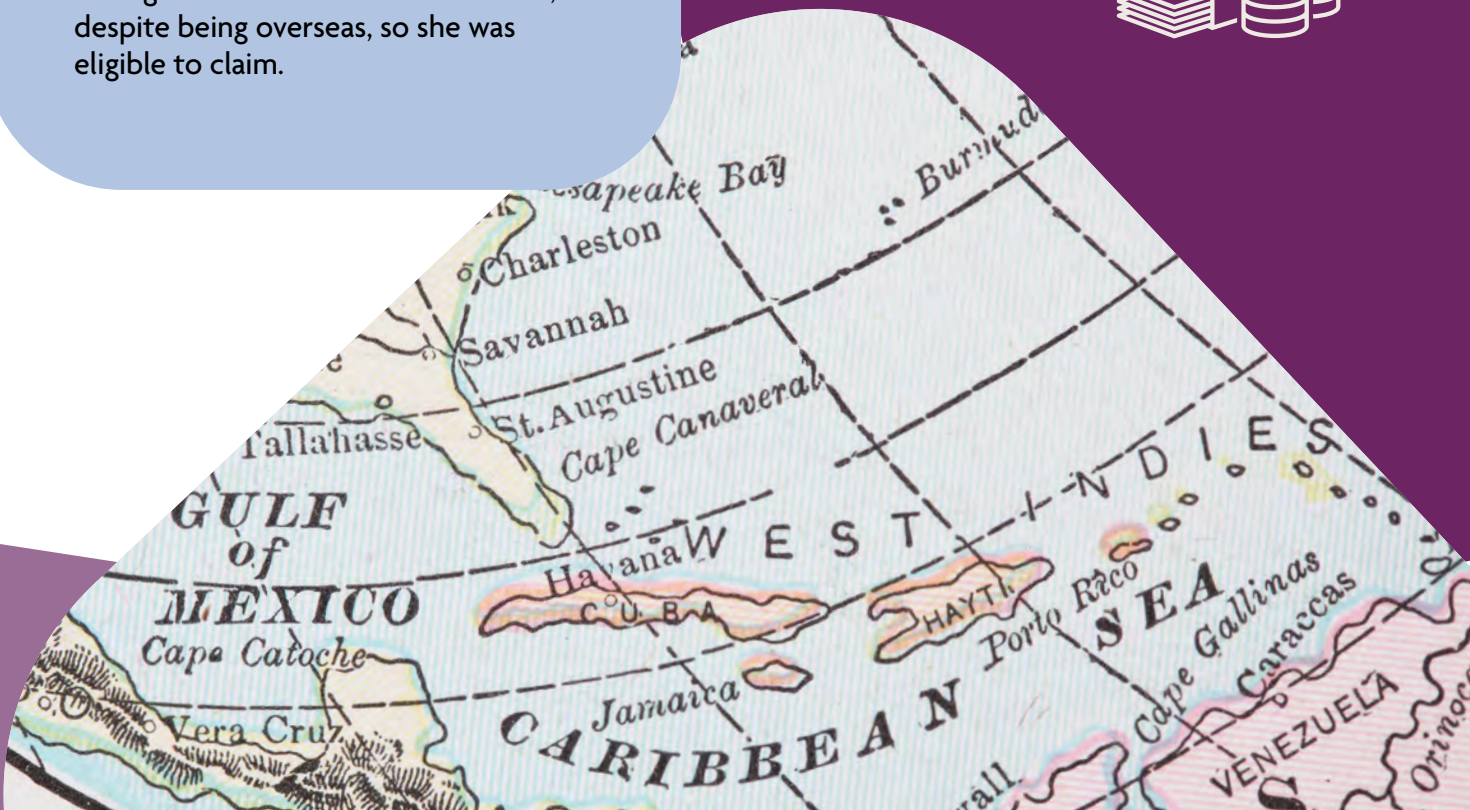 despite being overseas, so she was
eligible to claim.
Bay
Charleston
Savannah
St. Augustine
Cape Canaveral
Tallahasse
GULF
of
MEXICO
WEST INDIES
Havana
CUBA
HAYTI
Porto Rico
Cape Catoche
Jamaica
CARIBBEAN SEA
Cape Gallinas
Caraccas
Vera Cruz
VENEZUELA